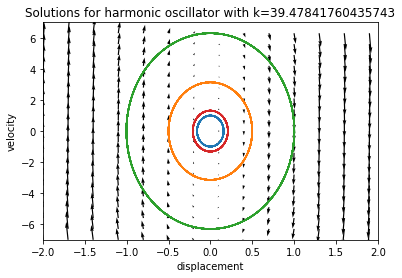 Solutions for harmonic oscillator with k=39.47841760435743
6
4
2
0
−2
−4
−6
velocity
−2.0 −1.5 −1.0 −0.5 0.0 0.5 1.0 1.5 2.0
displacement